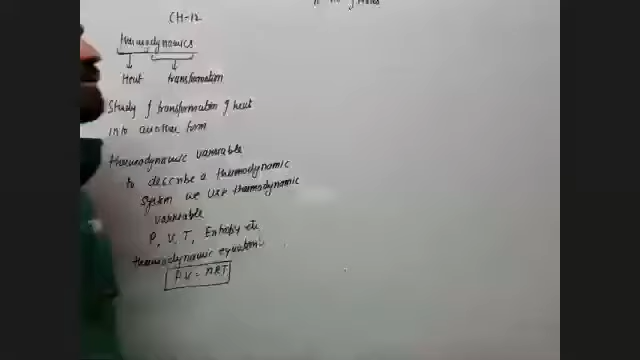 CH-12
thermodynamics
Heat transformation
Study of transformation of heat
into another form
thermodynamic variable
to describe a thermodynamic
system we use thermodynamic
variable
P, V, T, Entropy etc
thermodynamic equation
PV = nRT